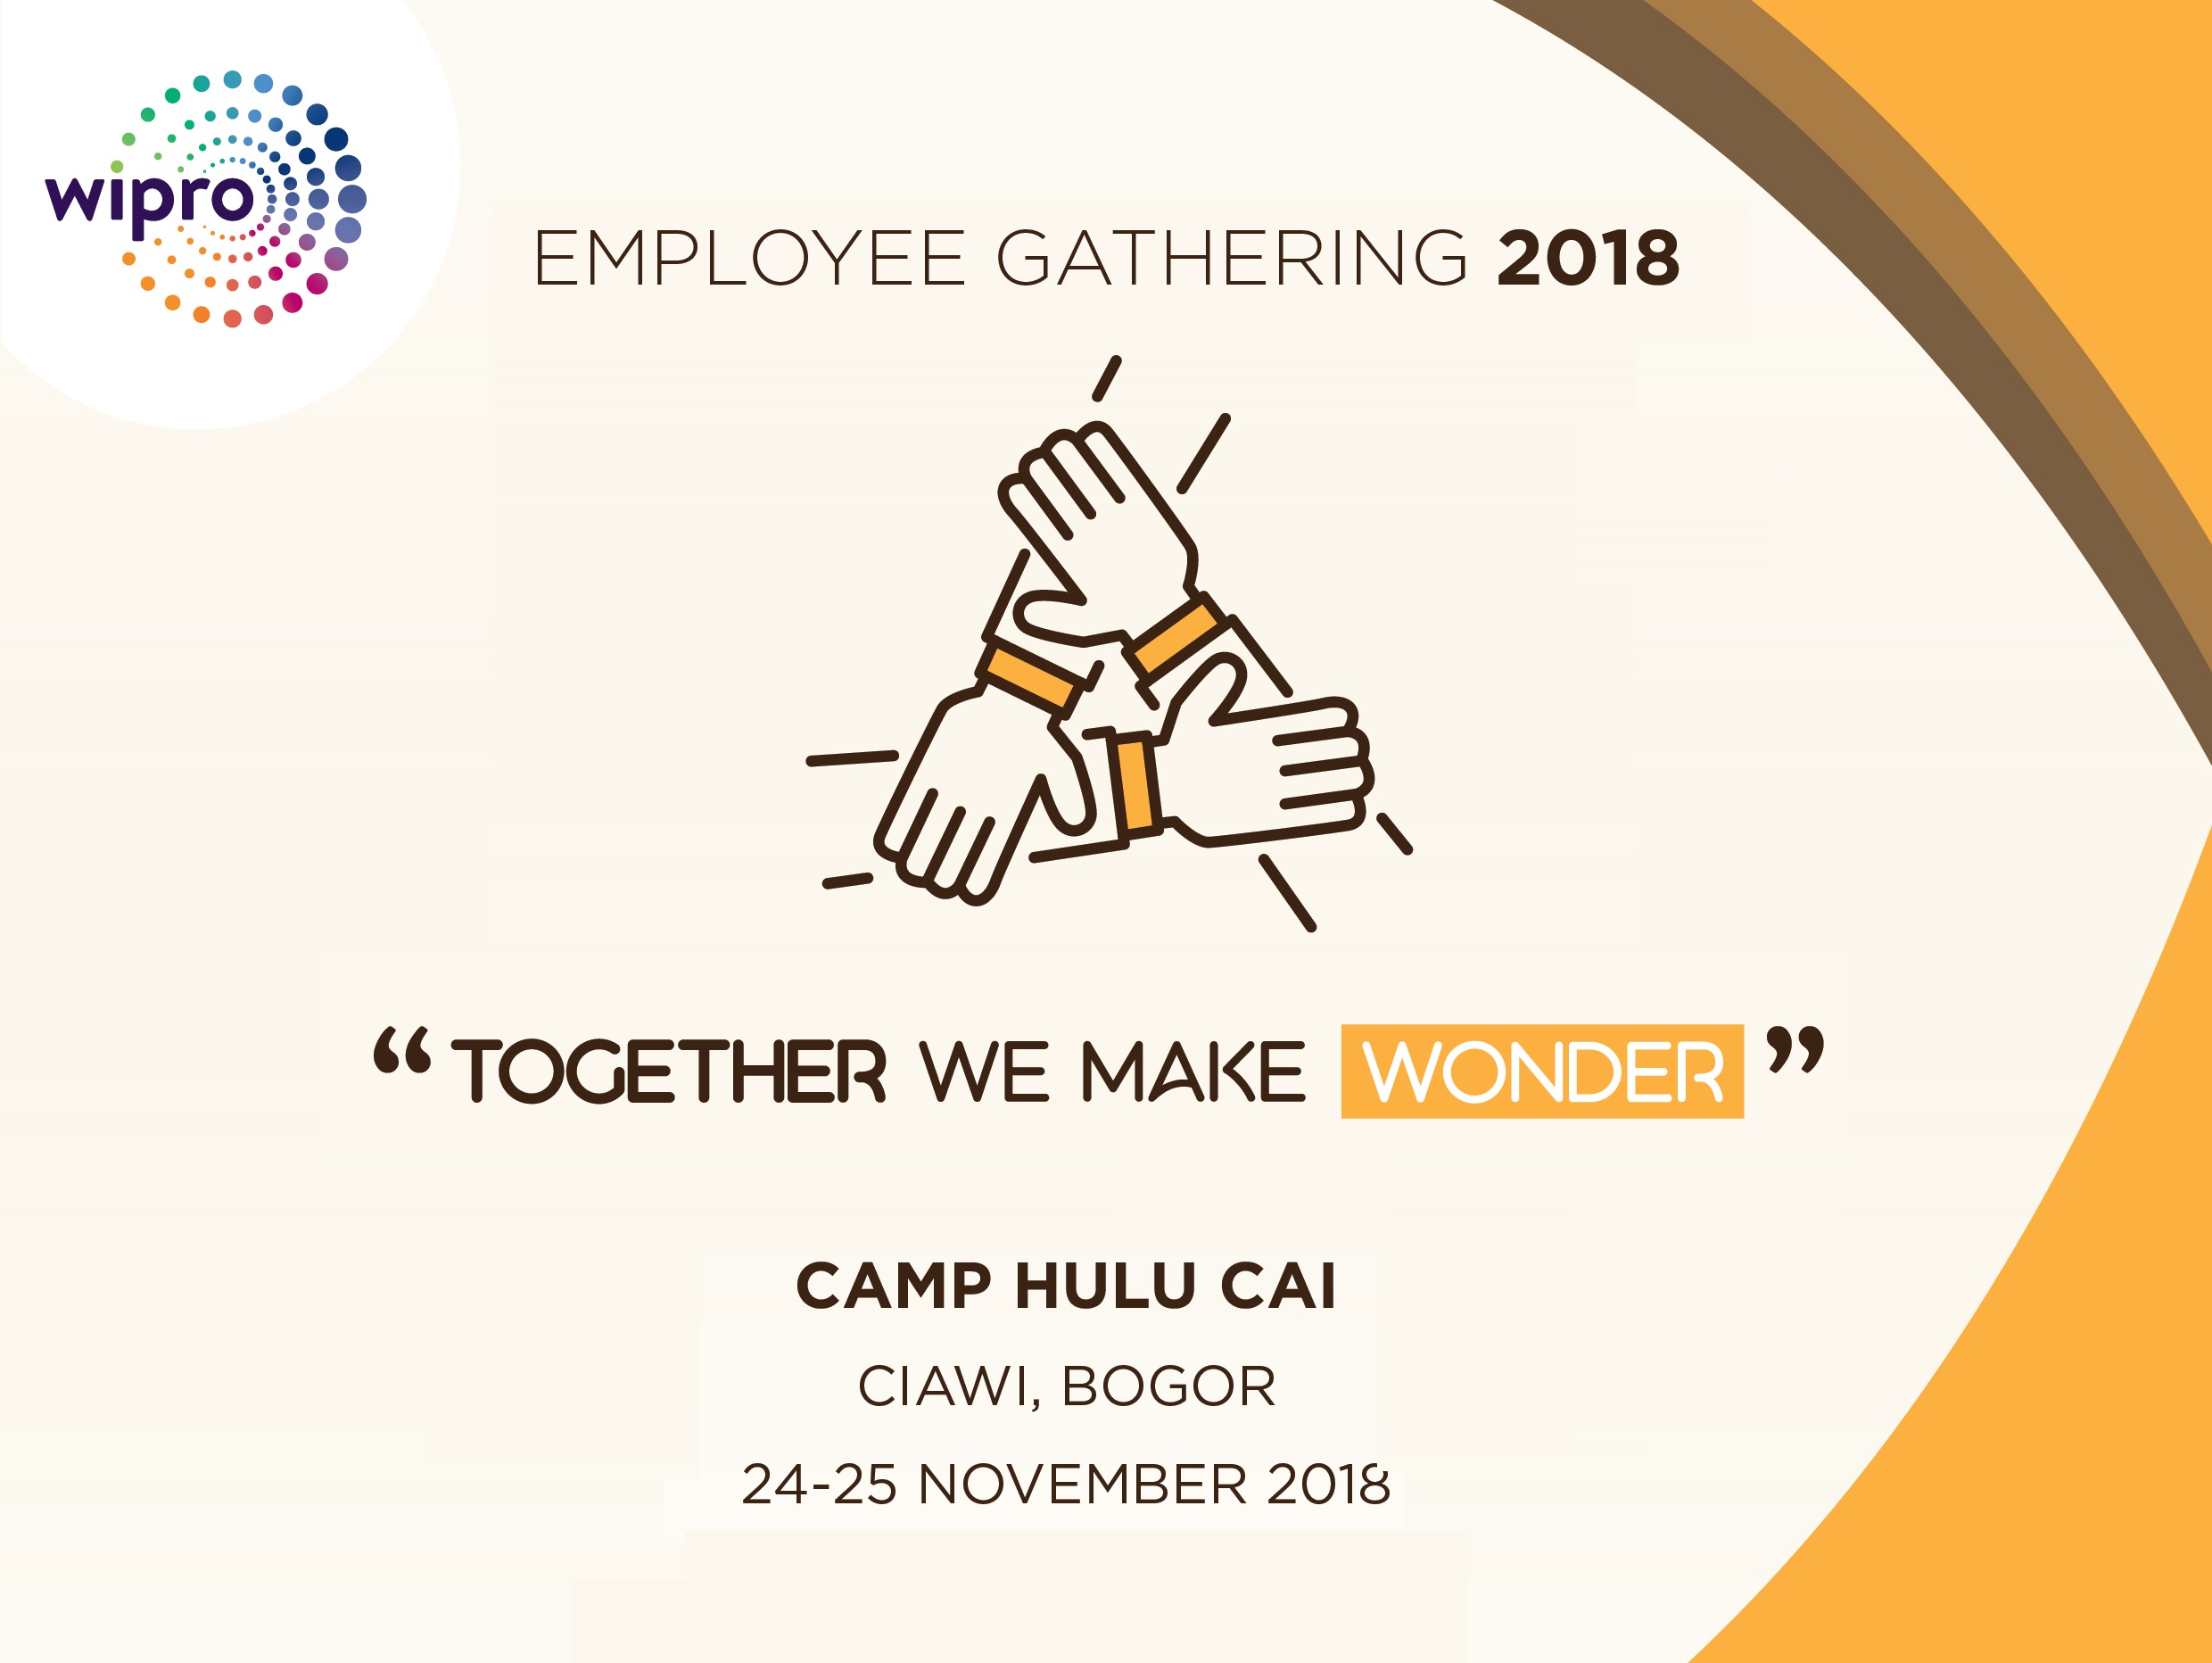 wipro
EMPLOYEE GATHERING 2018
“TOGETHER WE MAKE WONDER”
CAMP HULU CAI
CIAWI, BOGOR
24-25 NOVEMBER 2018